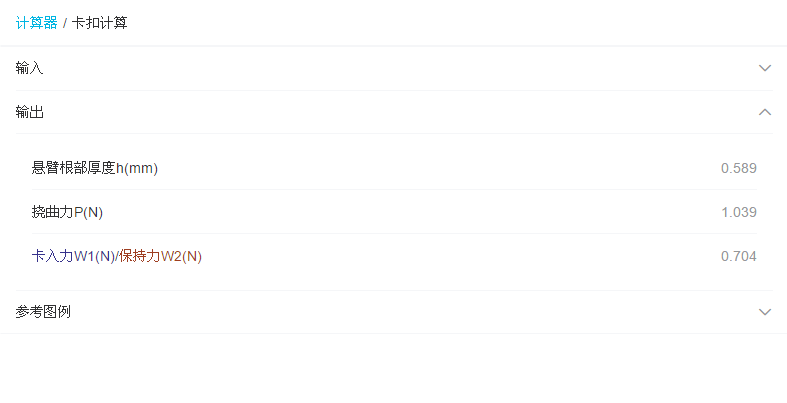 计算器 / 卡扣计算
输入
输出
悬臂根部厚度h(mm) 0.589
挠曲力P(N) 1.039
卡入力W1(N)/保持力W2(N) 0.704
参考图例